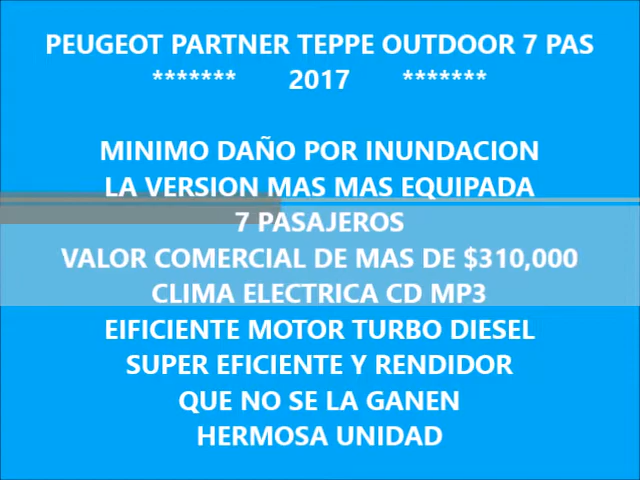 PEUGEOT PARTNER TEPPE OUTDOOR 7 PAS
******* 2017 *******
MINIMO DAÑO POR INUNDACION
LA VERSION MAS MAS EQUIPADA
7 PASAJEROS
VALOR COMERCIAL DE MAS DE $310,000
CLIMA ELECTRICA CD MP3
EIFICIENTE MOTOR TURBO DIESEL
SUPER EFICIENTE Y RENDIDOR
QUE NO SE LA GANEN
HERMOSA UNIDAD